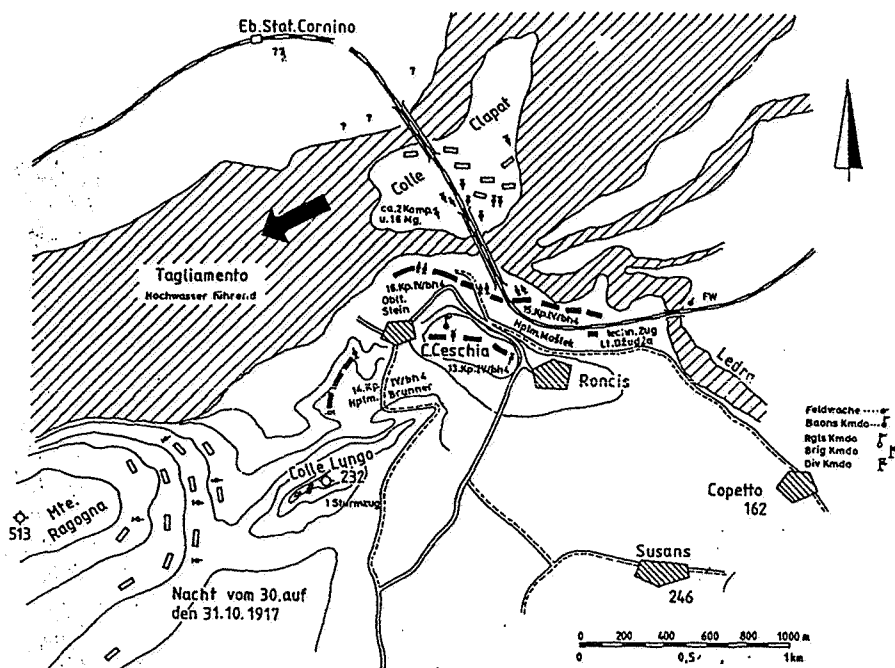 Eb. Stat. Cornino
??
?
?
?
Clapat
Colle
ca. 2 Komp.
u. 16 Mg.
Tagliamento
Hochwasser führend
16. Kp. IV/bh4
Oblt.
Stein
15. Kp. IV/bh4
Hptm. Mošlek
techn. Zug
Lt. Džudža
FW
C. Ceschia
13. Kp. IV/bh4
Roncis
Ledra
14. Kp. IV/bh4
Hptm. Brunner
Feldwache
Baons Kmdo
Rgts Kmdo
Brig Kmdo
Div Kmdo
Colle Lungo
232
1 Sturmzug
Mte.
Ragogna
513
Copetto
162
Susans
246
Nacht vom 30. auf
den 31.10. 1917
0 200 400 600 800 1000 m
0 0,5 1km